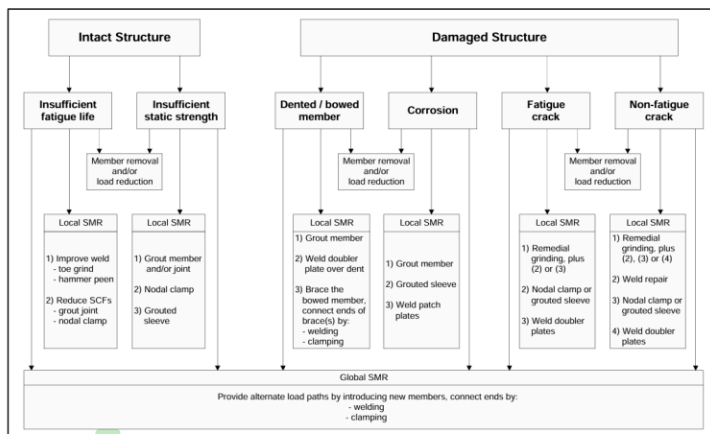 Intact Structure
Damaged Structure
Insufficient
fatigue life
Insufficient
static strength
Dented / bowed
member
Corrosion
Fatigue
crack
Non-fatigue
crack
Member removal
and/or
load reduction
Member removal
and/or
load reduction
Member removal
and/or
load reduction
Local SMR
1) Improve weld
- toe grind
- hammer peen
2) Reduce SCFs
- grout joint
- nodal clamp
Local SMR
1) Grout member
and/or joint
2) Nodal clamp
3) Grouted
sleeve
Local SMR
1) Grout member
2) Weld doubler
plate over dent
3) Brace the
bowed member,
connect ends of
brace(s) by:
- welding
- clamping
Local SMR
1) Grout member
2) Grouted sleeve
3) Weld patch
plates
Local SMR
1) Remedial
grinding, plus
(2) or (3)
2) Nodal clamp or
grouted sleeve
3) Weld doubler
plates
Local SMR
1) Remedial
grinding, plus
(2), (3) or (4)
2) Weld repair
3) Nodal clamp or
grouted sleeve
4) Weld doubler
plates
Global SMR
Provide alternate load paths by introducing new members, connect ends by:
- welding
- clamping